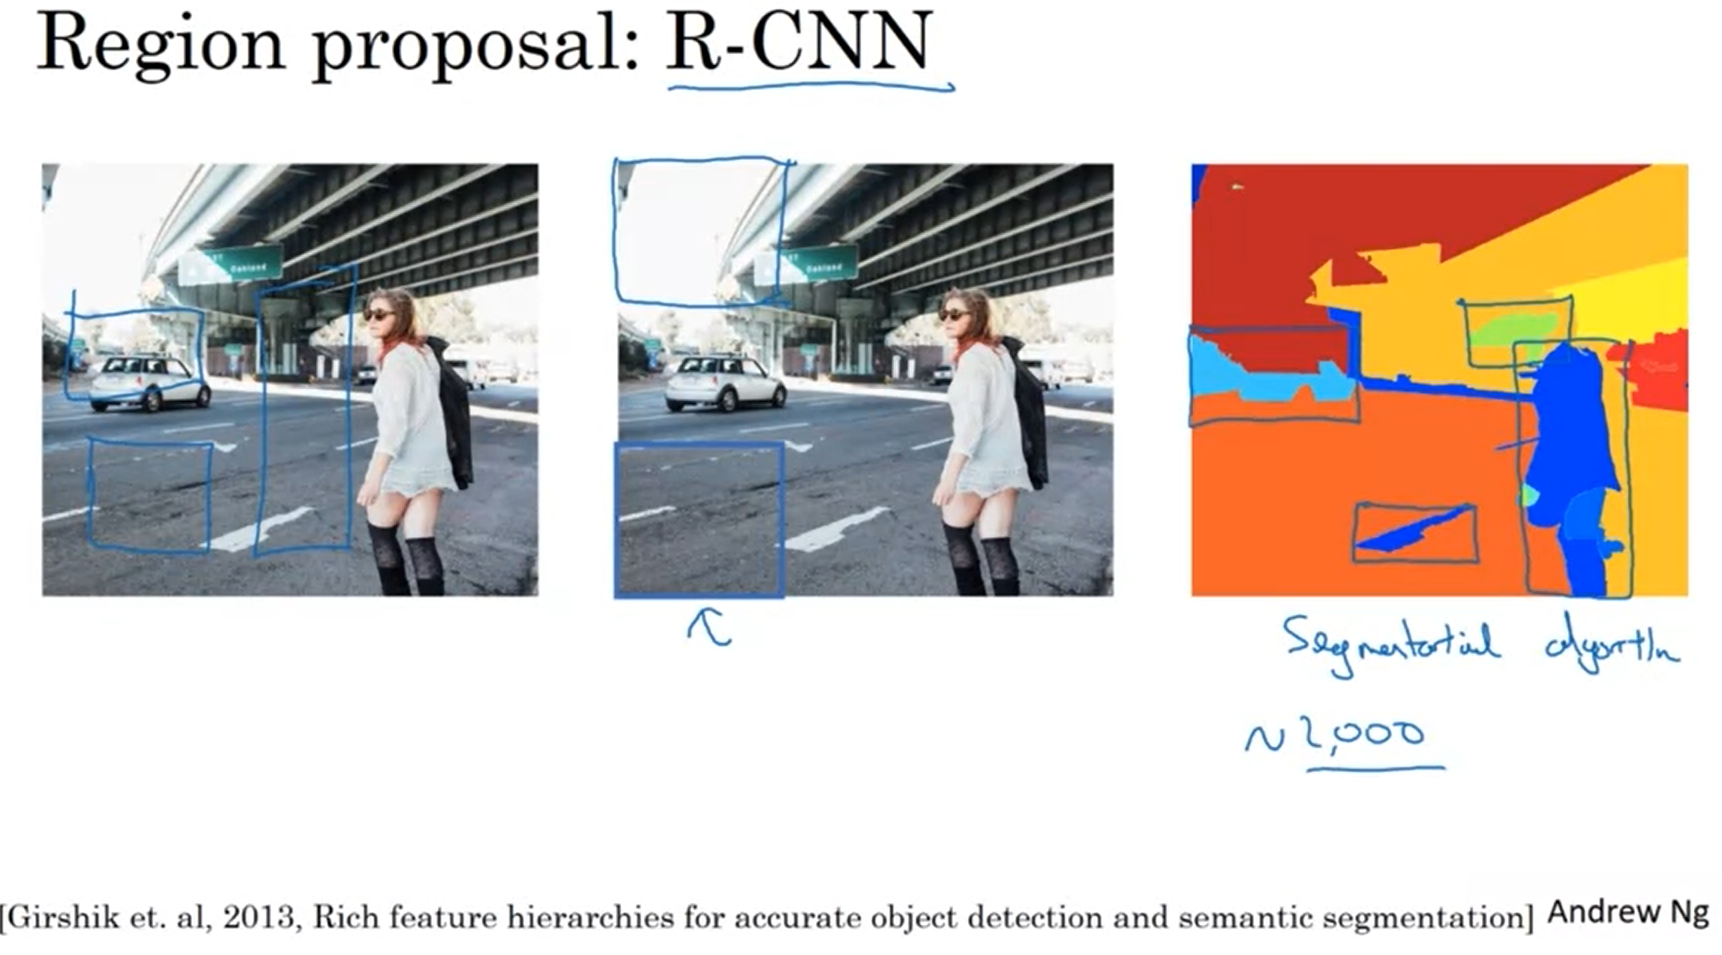 Region proposal: R-CNN
Oakland
Oakland
Segmentation algorithm
~2,000
[Girshik et. al, 2013, Rich feature hierarchies for accurate object detection and semantic segmentation] Andrew Ng